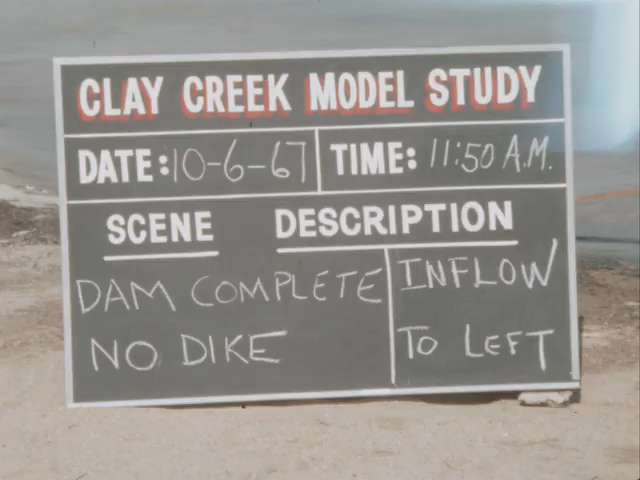 CLAY CREEK MODEL STUDY
DATE: 10-6-67 TIME: 11:50 A.M.
SCENE DESCRIPTION
DAM COMPLETE INFLOW
NO DIKE TO LEFT